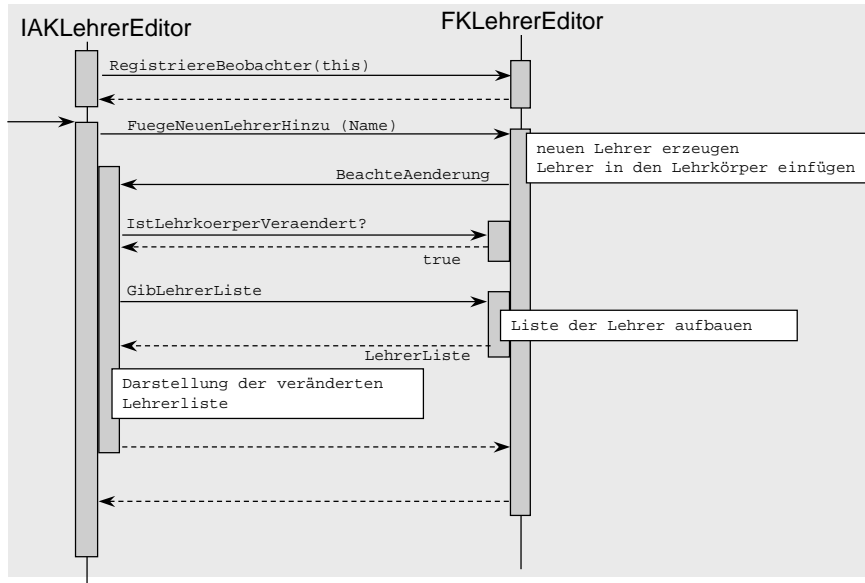 IAKLehrerEditor
FKLehrerEditor
RegistriereBeobachter(this)
FuegeNeuenLehrerHinzu (Name)
neuen Lehrer erzeugen
Lehrer in den Lehrkörper einfügen
BeachteAenderung
IstLehrkoerperVeraendert?
true
GibLehrerListe
Liste der Lehrer aufbauen
LehrerListe
Darstellung der veränderten
Lehrerliste